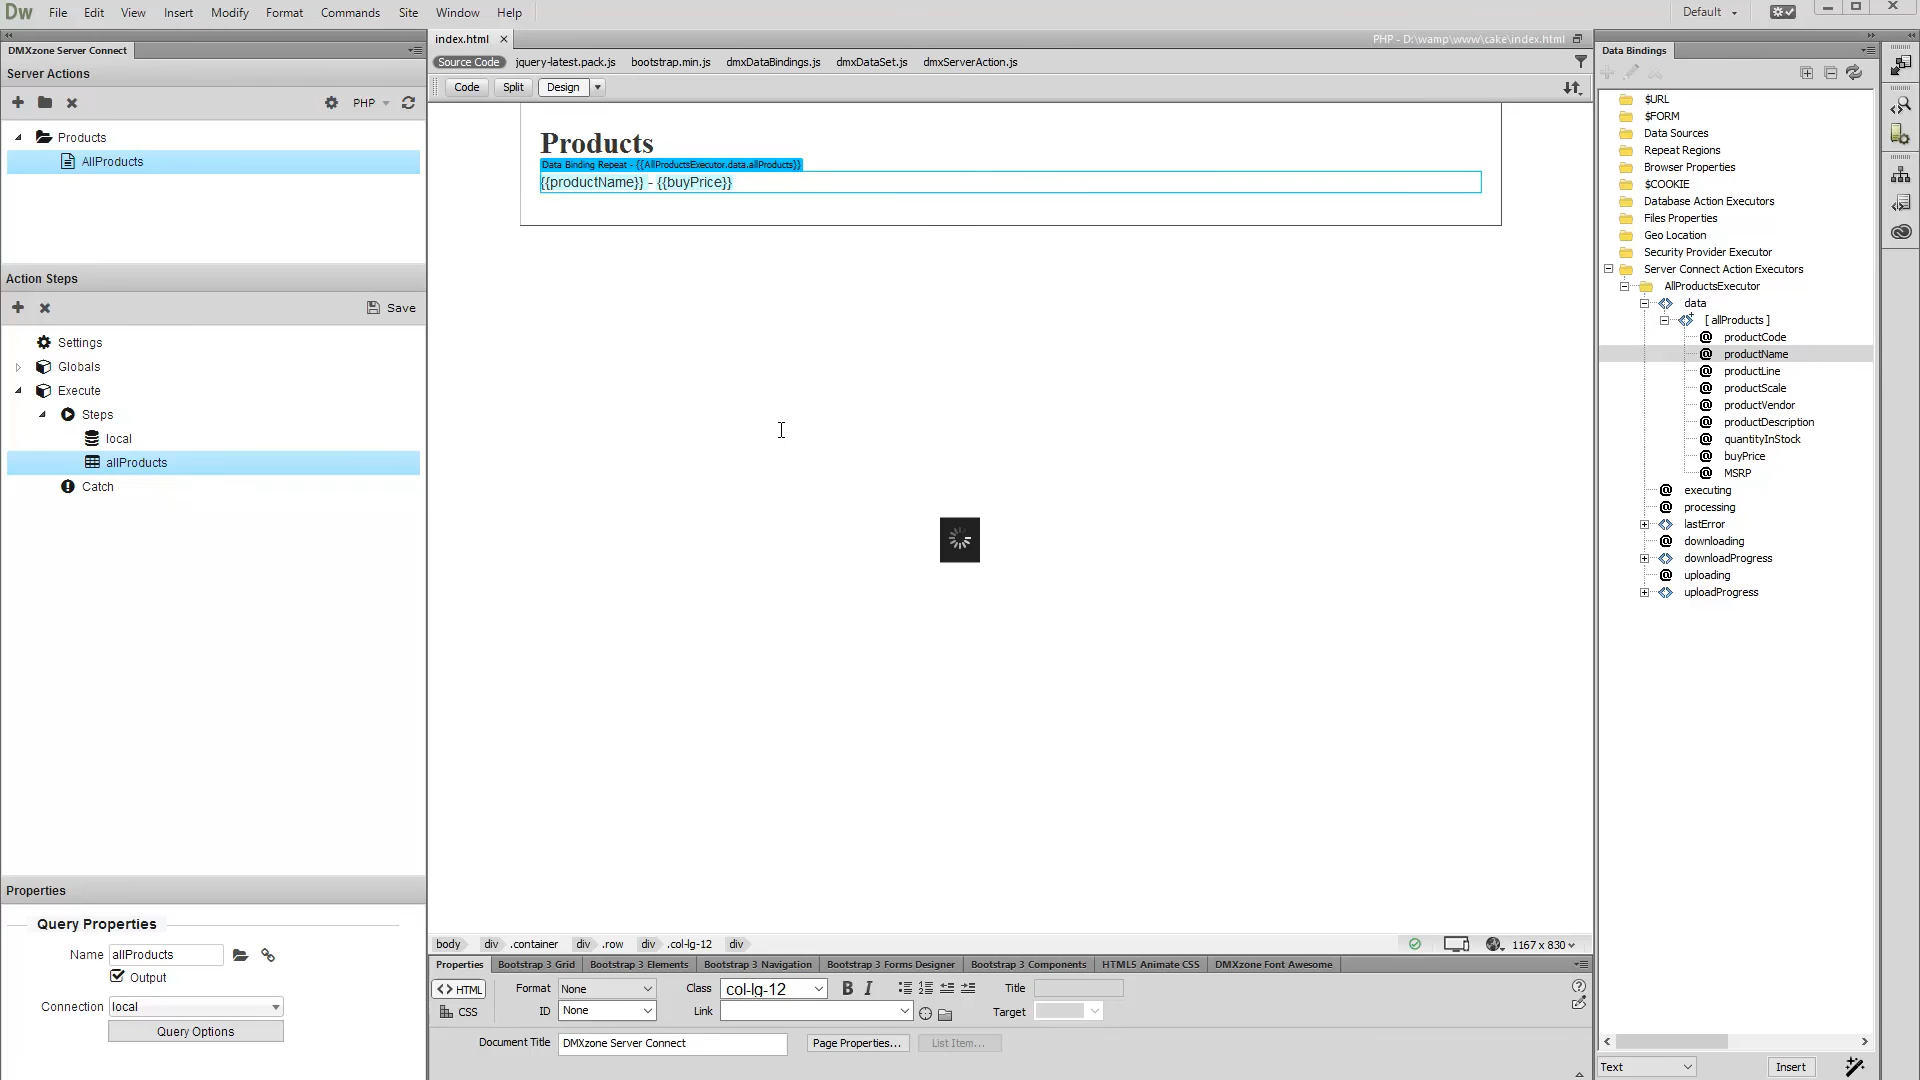 Dw File Edit View Insert Modify Format Commands Site Window Help Default
DMXzone Server Connect
Server Actions
PHP
Products
AllProducts
Action Steps
Save
Settings
Globals
Execute
Steps
local
allProducts
Catch
Properties
Query Properties
Name allProducts
Output
Connection local
Query Options
index.html
PHP - D:\wamp\www\cake\index.html
Source Code jquery-latest.pack.js bootstrap.min.js dmxDataBindings.js dmxDataSet.js dmxServerAction.js
Code Split Design
Products
Data Binding Repeat - {{AllProductsExecutor.data.allProducts}}
{{productName}} - {{buyPrice}}
body div .container div .row div .col-lg-12 div
1167 x 830
Properties Bootstrap 3 Grid Bootstrap 3 Elements Bootstrap 3 Navigation Bootstrap 3 Forms Designer Bootstrap 3 Components HTML5 Animate CSS DMXzone Font Awesome
<> HTML Format None Class col-lg-12 B I Title
CSS ID None Link Target
Document Title DMXzone Server Connect Page Properties... List Item...
Data Bindings
$URL
$FORM
Data Sources
Repeat Regions
Browser Properties
$COOKIE
Database Action Executors
Files Properties
Geo Location
Security Provider Executor
Server Connect Action Executors
AllProductsExecutor
data
[ allProducts ]
@ productCode
@ productName
@ productLine
@ productScale
@ productVendor
@ productDescription
@ quantityInStock
@ buyPrice
@ MSRP
@ executing
@ processing
lastError
@ downloading
downloadProgress
@ uploading
uploadProgress
Text Insert